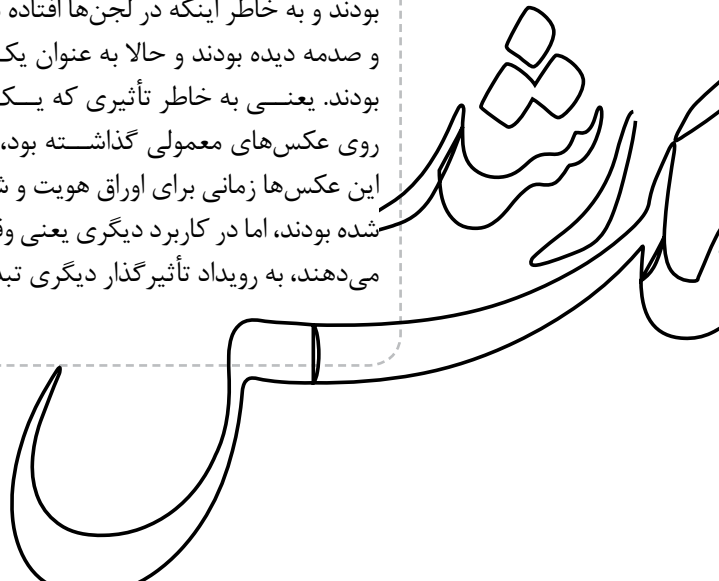 بودند و به خاطر اینکه در لجن‌ها افتاده
و صدمه دیده بودند و حالا به عنوان یک
بودند. یعنی به خاطر تأثیری که یک
روی عکس‌های معمولی گذاشته بود،
این عکس‌ها زمانی برای اوراق هویت و
شده بودند، اما در کاربرد دیگری یعنی
می‌دهند، به رویداد تأثیرگذار دیگری
رشد